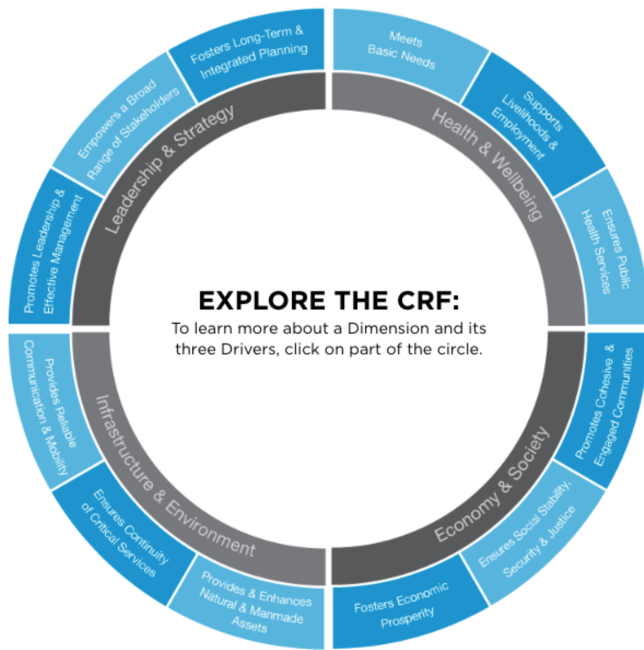 Fosters Long-Term &
Integrated Planning
Meets
Basic Needs
Empowers a Broad
Range of Stakeholders
Supports
Livelihoods &
Employment
Leadership & Strategy
Health & Wellbeing
Promotes Leadership &
Effective Management
Ensures Public
Health Services
EXPLORE THE CRF:
To learn more about a Dimension and its
three Drivers, click on part of the circle.
Provides Reliable
Communication & Mobility
Promotes Cohesive &
Engaged Communities
Infrastructure & Environment
Economy & Society
Ensures Continuity
of Critical Services
Ensures Social Stability,
Security & Justice
Provides & Enhances
Natural & Manmade
Assets
Fosters Economic
Prosperity